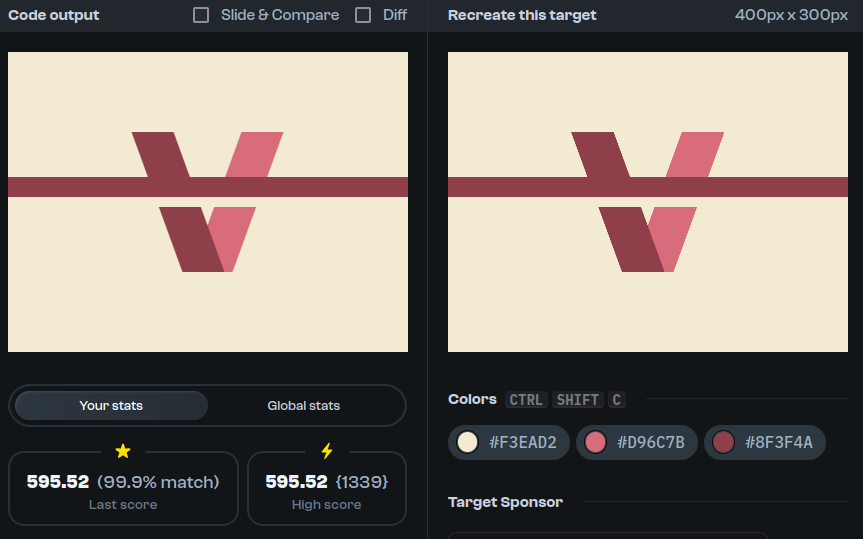 Code output
Slide & Compare
Diff
Recreate this target
400px x 300px
Your stats
Global stats
595.52 (99.9% match)
Last score
595.52 {1339}
High score
Colors CTRL SHIFT C
#F3EAD2
#D96C7B
#8F3F4A
Target Sponsor